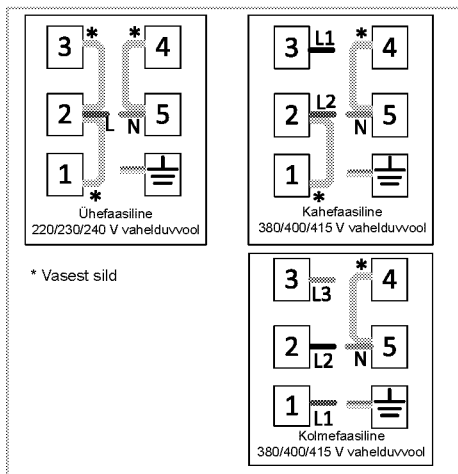 3 * * 4
2 L N 5
1 *
Ühefaasiline
220/230/240 V vahelduvvool
3 L1 * 4
2 L2 N 5
1 *
Kahefaasiline
380/400/415 V vahelduvvool
* Vasest sild
3 L3 * 4
2 L2 N 5
1 L1
Kolmefaasiline
380/400/415 V vahelduvvool